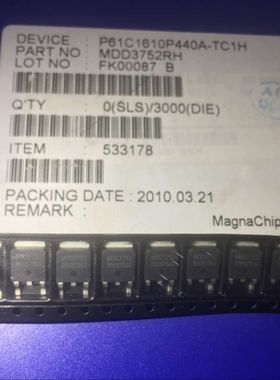 DEVICE : P61C1610P440A-TC1H
PART NO : MDD3752RH
LOT NO : FK00087 B
Q'TY : 0(SLS)/3000(DIE)
ITEM : 533178
PACKING DATE : 2010.03.21
REMARK :
MagnaChip